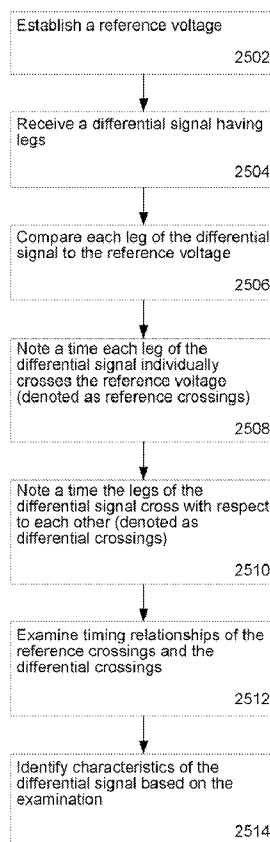 Establish a reference voltage
2502
Receive a differential signal having
legs
2504
Compare each leg of the differential
signal to the reference voltage
2506
Note a time each leg of the
differential signal individually
crosses the reference voltage
(denoted as reference crossings)
2508
Note a time the legs of the
differential signal cross with respect
to each other (denoted as
differential crossings)
2510
Examine timing relationships of the
reference crossings and the
differential crossings
2512
Identify characteristics of the
differential signal based on the
examination
2514